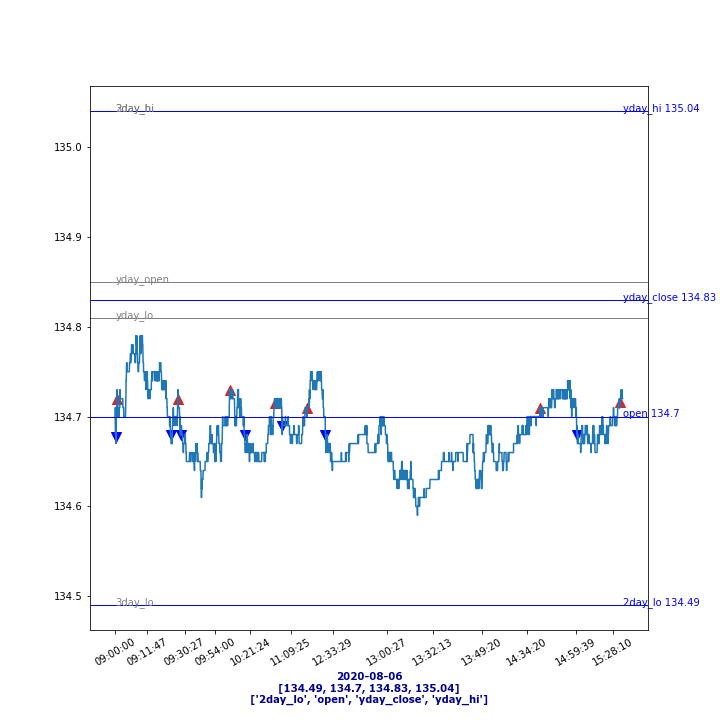 3day_hi
yday_hi 135.04
135.0
134.9
yday_open
yday_close 134.83
yday_lo
134.8
134.7
open 134.7
134.6
134.5
3day_lo
2day_lo 134.49
09:00:00
09:11:47
09:30:27
09:54:00
10:21:24
11:09:25
12:33:29
13:00:27
13:32:13
13:49:20
14:34:20
14:59:39
15:28:10
2020-08-06
[134.49, 134.7, 134.83, 135.04]
['2day_lo', 'open', 'yday_close', 'yday_hi']